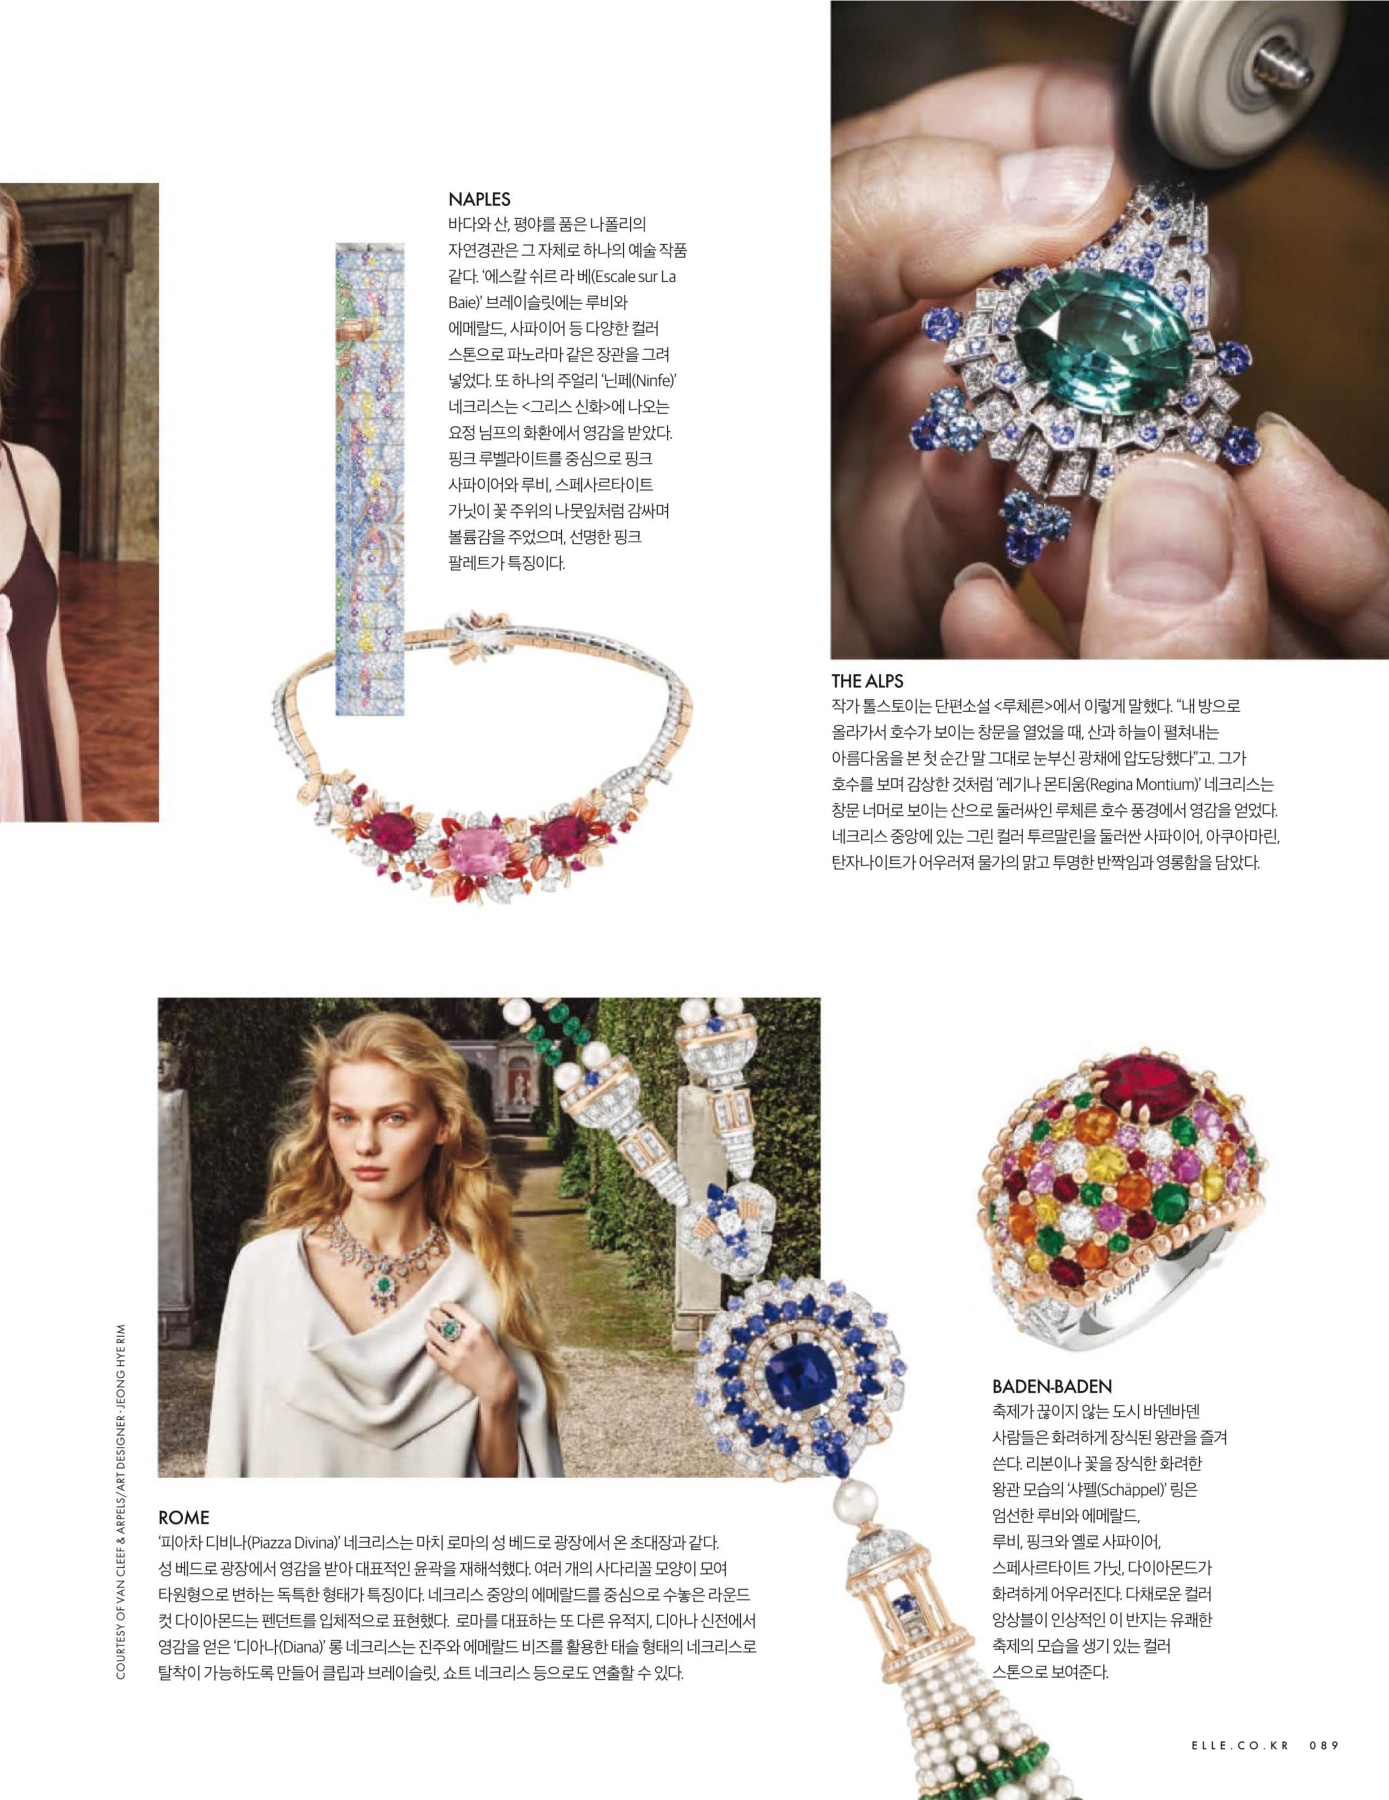 NAPLES
바다와 산, 평야를 품은 나폴리의
자연경관은 그 자체로 하나의 예술 작품
같다. ‘에스칼 쉬르 라 베(Escale sur La
Baie)’ 브레이슬릿에는 루비와
에메랄드, 사파이어 등 다양한 컬러
스톤으로 파노라마 같은 장관을 그려
넣었다. 또 하나의 주얼리 ‘닌페(Ninfe)’
네크리스는 <그리스 신화>에 나오는
요정 님프의 화환에서 영감을 받았다.
핑크 루벨라이트를 중심으로 핑크
사파이어와 루비, 스페사르타이트
가닛이 꽃 주위의 나뭇잎처럼 감싸며
볼륨감을 주었으며, 선명한 핑크
팔레트가 특징이다.
THE ALPS
작가 톨스토이는 단편소설 <루체른>에서 이렇게 말했다. “내 방으로
올라가서 호수가 보이는 창문을 열었을 때, 산과 하늘이 펼쳐내는
아름다움을 본 첫 순간 말 그대로 눈부신 광채에 압도당했다”고. 그가
호수를 보며 감상한 것처럼 ‘레기나 몬티움(Regina Montium)’ 네크리스는
창문 너머로 보이는 산으로 둘러싸인 루체른 호수 풍경에서 영감을 얻었다.
네크리스 중앙에 있는 그린 컬러 투르말린을 둘러싼 사파이어, 아쿠아마린,
탄자나이트가 어우러져 물가의 맑고 투명한 반짝임과 영롱함을 담았다.
ROME
‘피아차 디비나(Piazza Divina)’ 네크리스는 마치 로마의 성 베드로 광장에서 온 초대장과 같다.
성 베드로 광장에서 영감을 받아 대표적인 윤곽을 재해석했다. 여러 개의 사다리꼴 모양이 모여
타원형으로 변하는 독특한 형태가 특징이다. 네크리스 중앙의 에메랄드를 중심으로 수놓은 라운드
컷 다이아몬드는 펜던트를 입체적으로 표현했다. 로마를 대표하는 또 다른 유적지, 디아나 신전에서
영감을 얻은 ‘디아나(Diana)’ 롱 네크리스는 진주와 에메랄드 비즈를 활용한 태슬 형태의 네크리스로
탈착이 가능하도록 만들어 클립과 브레이슬릿, 쇼트 네크리스 등으로도 연출할 수 있다.
& Arpels
BADEN-BADEN
축제가 끊이지 않는 도시 바덴바덴
사람들은 화려하게 장식된 왕관을 즐겨
쓴다. 리본이나 꽃을 장식한 화려한
왕관 모습의 ‘샤펠(Schäppel)’ 링은
엄선한 루비와 에메랄드,
루비, 핑크와 옐로 사파이어,
스페사르타이트 가닛, 다이아몬드가
화려하게 어우러진다. 다채로운 컬러
앙상블이 인상적인 이 반지는 유쾌한
축제의 모습을 생기 있는 컬러
스톤으로 보여준다.
COURTESY OF VAN CLEEF & ARPELS/ART DESIGNER · JEONG HYE RIM
ELLE.CO.KR 089